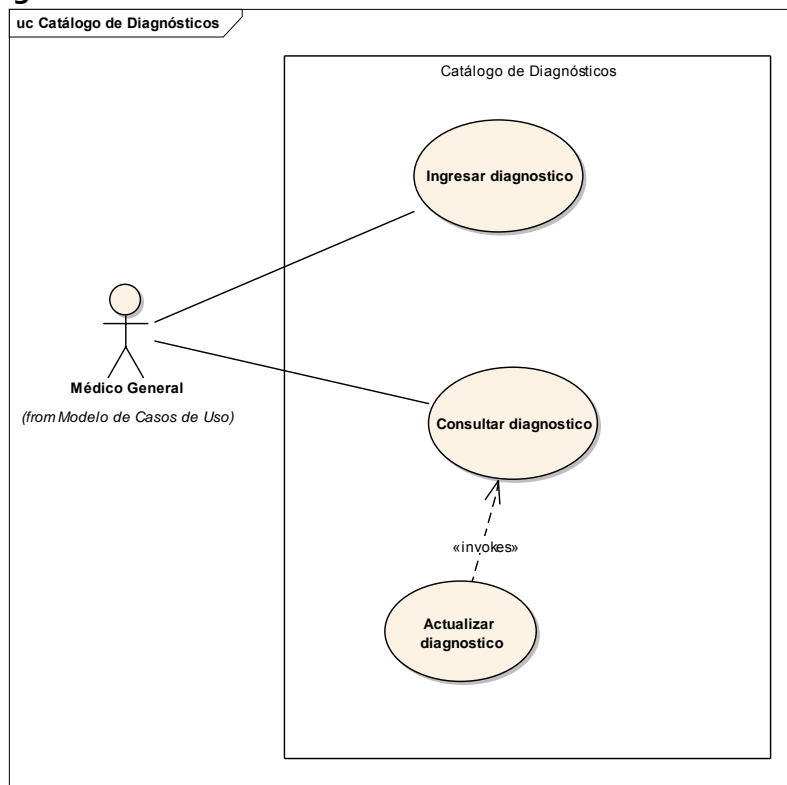 uc Catálogo de Diagnósticos
Catálogo de Diagnósticos
Ingresar diagnostico
Médico General
(from Modelo de Casos de Uso)
Consultar diagnostico
«invokes»
Actualizar
diagnostico